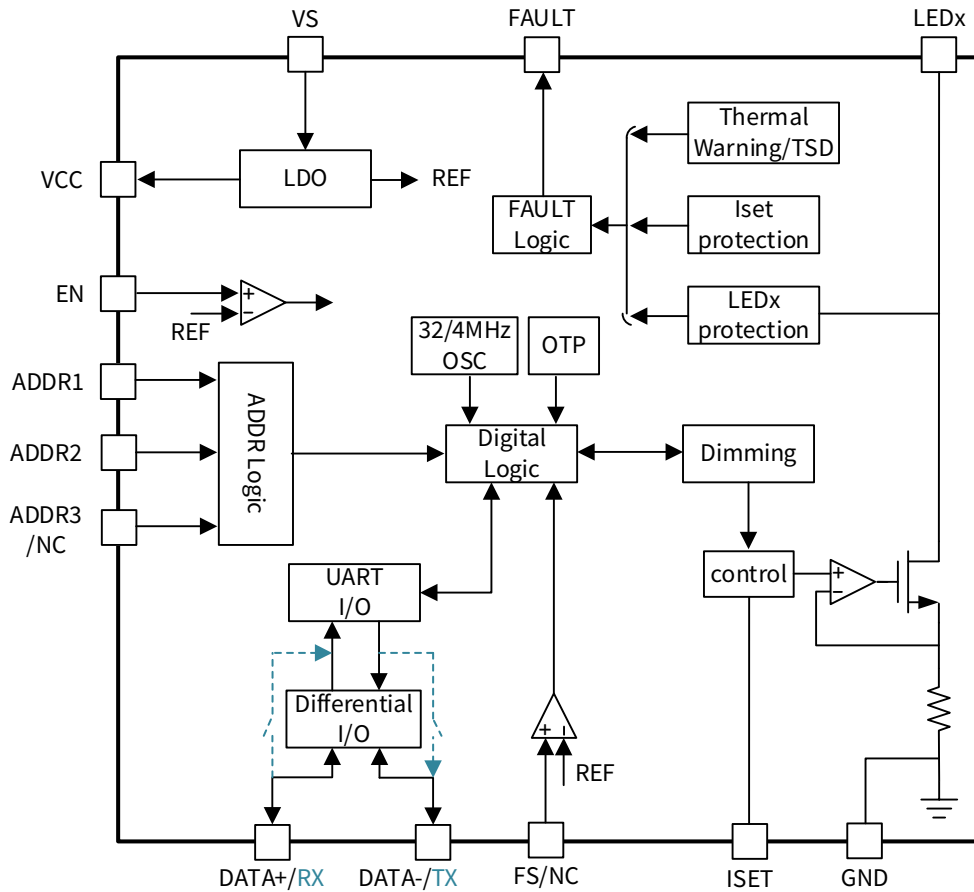 VS
FAULT
LEDx
Thermal
Warning/TSD
VCC
LDO
REF
FAULT
Logic
Iset
protection
EN
+
−
REF
LEDx
protection
32/4MHz
OSC
OTP
ADDR1
ADDR2
ADDR3
/NC
ADDR Logic
Digital
Logic
Dimming
UART
I/O
control
+
−
Differential
I/O
+
−
REF
DATA+/RX
DATA-/TX
FS/NC
ISET
GND